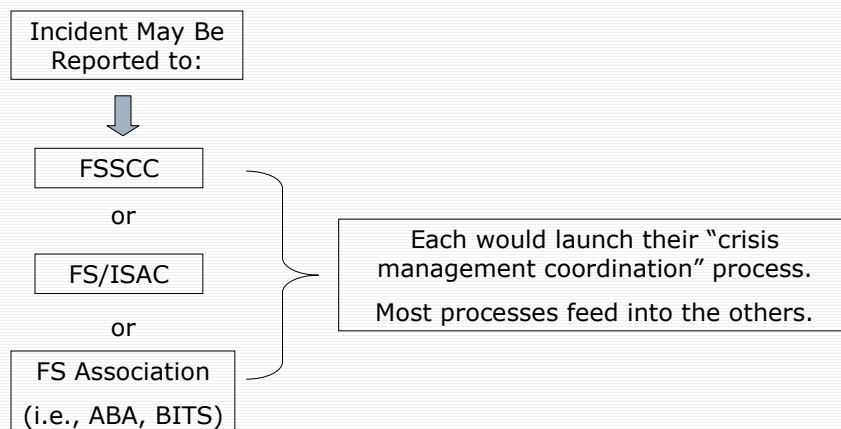 Incident May Be
Reported to:
FSSCC
or
FS/ISAC
or
FS Association
(i.e., ABA, BITS)
Each would launch their “crisis
management coordination” process.
Most processes feed into the others.